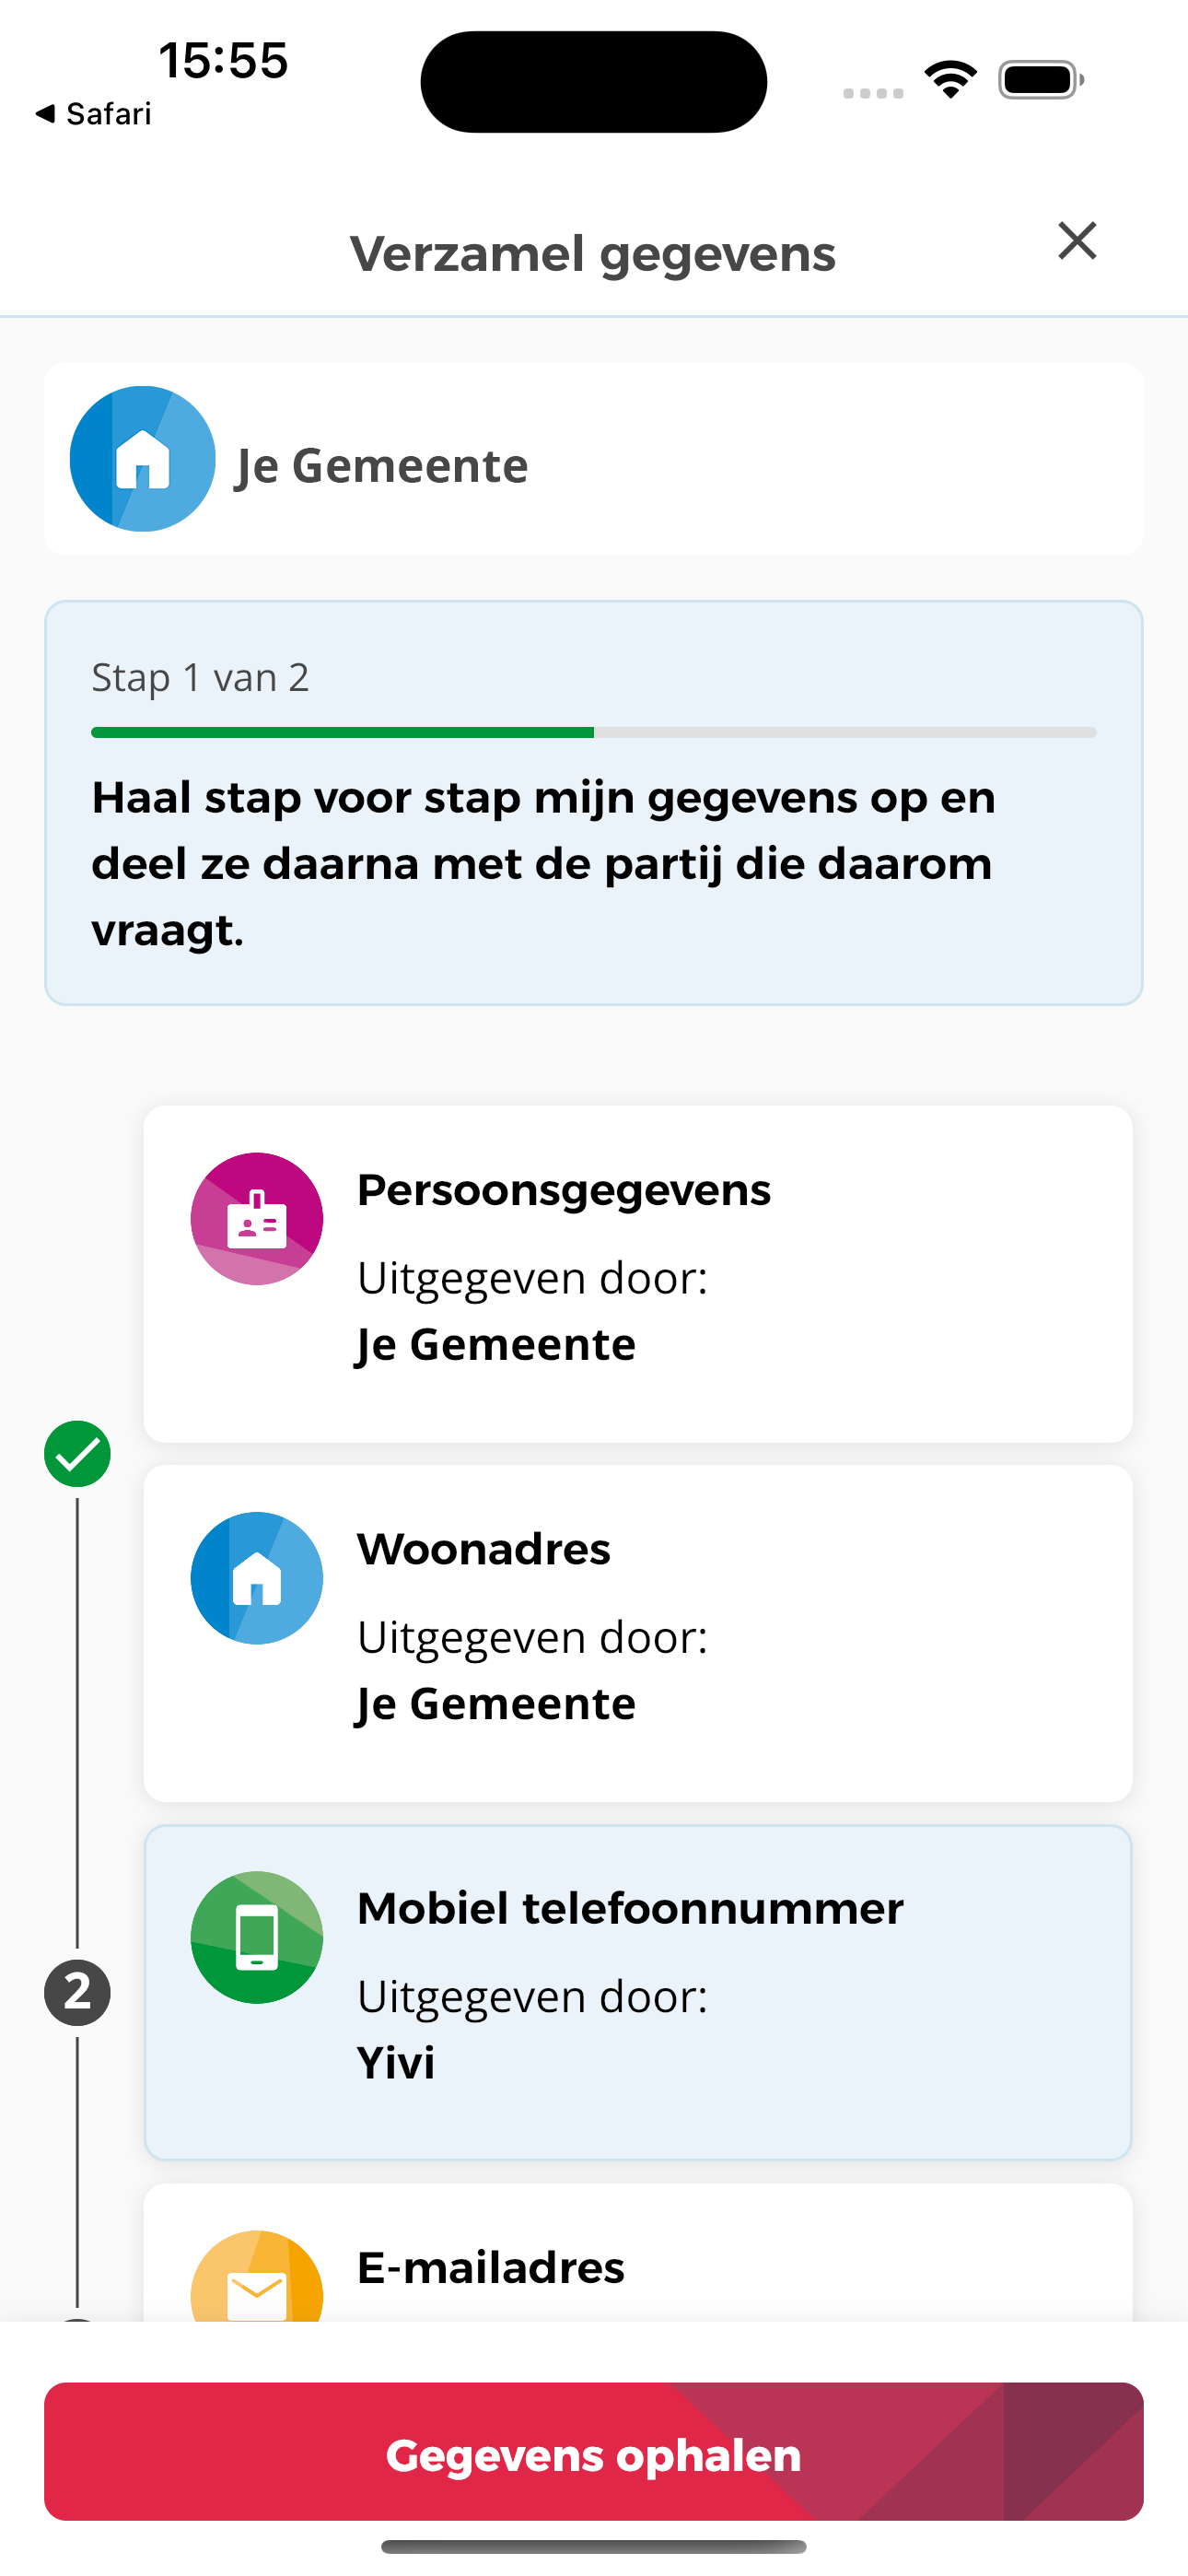 15:55
Safari
Verzamel gegevens
Je Gemeente
Stap 1 van 2
Haal stap voor stap mijn gegevens op en
deel ze daarna met de partij die daarom
vraagt.
Persoonsgegevens
Uitgegeven door:
Je Gemeente
Woonadres
Uitgegeven door:
Je Gemeente
2
Mobiel telefoonnummer
Uitgegeven door:
Yivi
E-mailadres
Gegevens ophalen